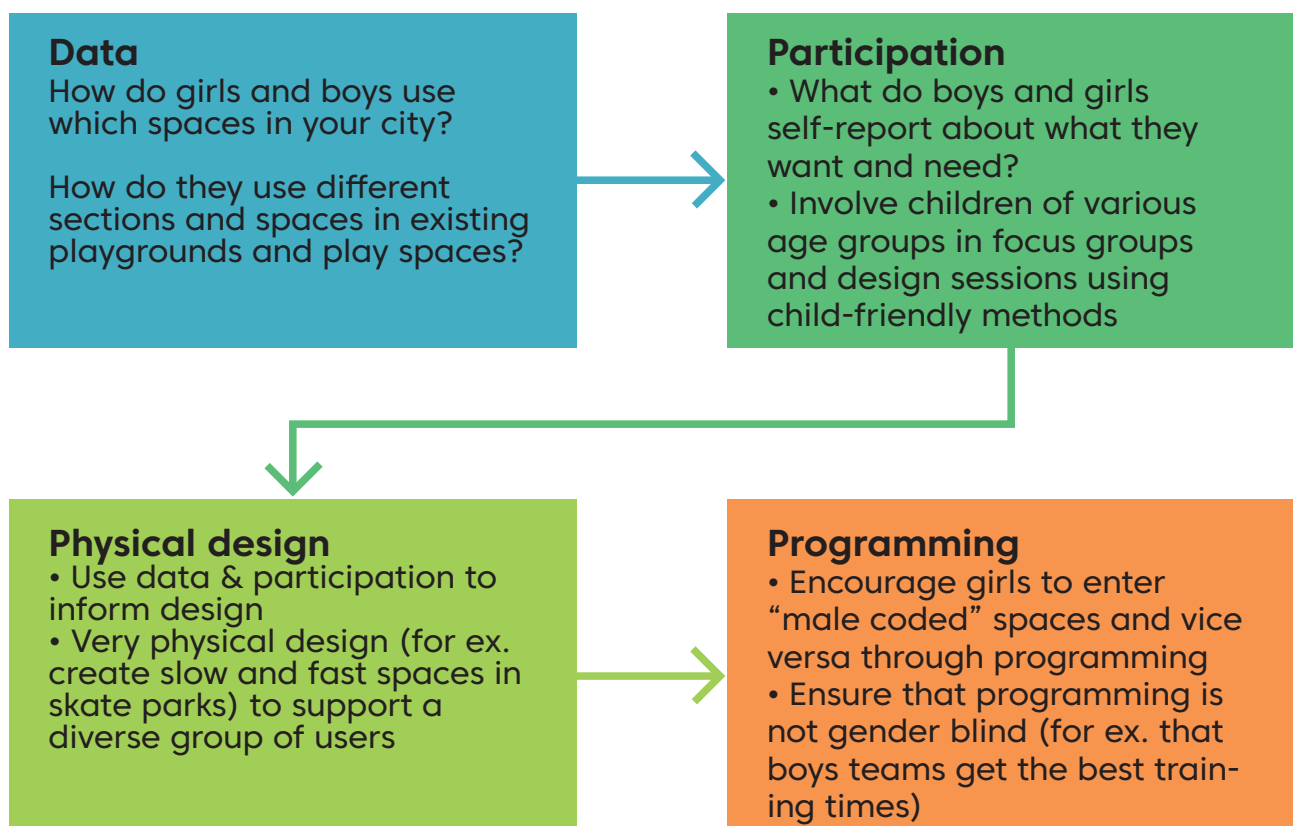 Data
How do girls and boys use
which spaces in your city?
How do they use different
sections and spaces in existing
playgrounds and play spaces?
Participation
• What do boys and girls
self-report about what they
want and need?
• Involve children of various
age groups in focus groups
and design sessions using
child-friendly methods
Physical design
• Use data & participation to
inform design
• Very physical design (for ex.
create slow and fast spaces in
skate parks) to support a
diverse group of users
Programming
• Encourage girls to enter
“male coded” spaces and vice
versa through programming
• Ensure that programming is
not gender blind (for ex. that
boys teams get the best train-
ing times)